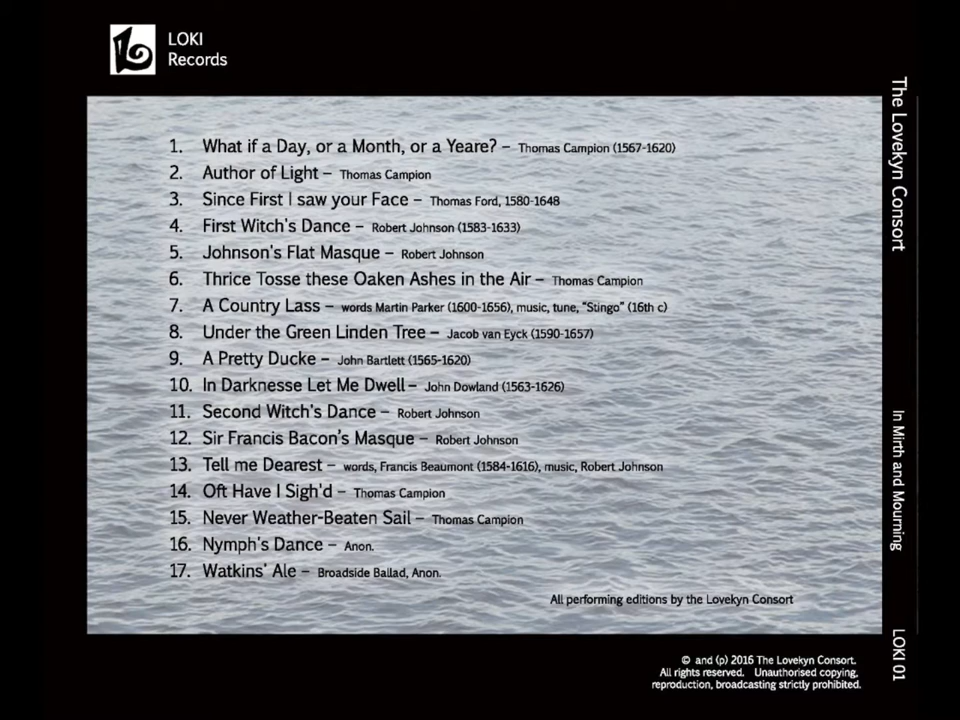 LOKI
Records
1. What if a Day, or a Month, or a Yeare? – Thomas Campion (1567-1620)
2. Author of Light – Thomas Campion
3. Since First I saw your Face – Thomas Ford, 1580-1648
4. First Witch's Dance – Robert Johnson (1583-1633)
5. Johnson's Flat Masque – Robert Johnson
6. Thrice Tosse these Oaken Ashes in the Air – Thomas Campion
7. A Country Lass – words Martin Parker (1600-1656), music, tune, “Stingo” (16th c)
8. Under the Green Linden Tree – Jacob van Eyck (1590-1657)
9. A Pretty Ducke – John Bartlett (1565-1620)
10. In Darknesse Let Me Dwell – John Dowland (1563-1626)
11. Second Witch's Dance – Robert Johnson
12. Sir Francis Bacon's Masque – Robert Johnson
13. Tell me Dearest – words, Francis Beaumont (1584-1616), music, Robert Johnson
14. Oft Have I Sigh'd – Thomas Campion
15. Never Weather-Beaten Sail – Thomas Campion
16. Nymph's Dance – Anon.
17. Watkins' Ale – Broadside Ballad, Anon.
All performing editions by the Lovekyn Consort
© and (p) 2016 The Lovekyn Consort.
All rights reserved. Unauthorised copying,
reproduction, broadcasting strictly prohibited.
The Lovekyn Consort
In Mirth and Mourning
LOKI 01